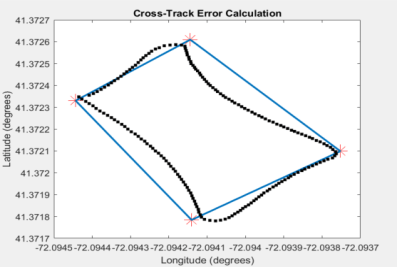 Cross-Track Error Calculation
41.3727
41.3726
41.3725
41.3724
41.3723
41.3722
41.3721
41.372
41.3719
41.3718
41.3717
Latitude (degrees)
-72.0945 -72.0944 -72.0943 -72.0942 -72.0941 -72.094 -72.0939 -72.0938 -72.0937
Longitude (degrees)